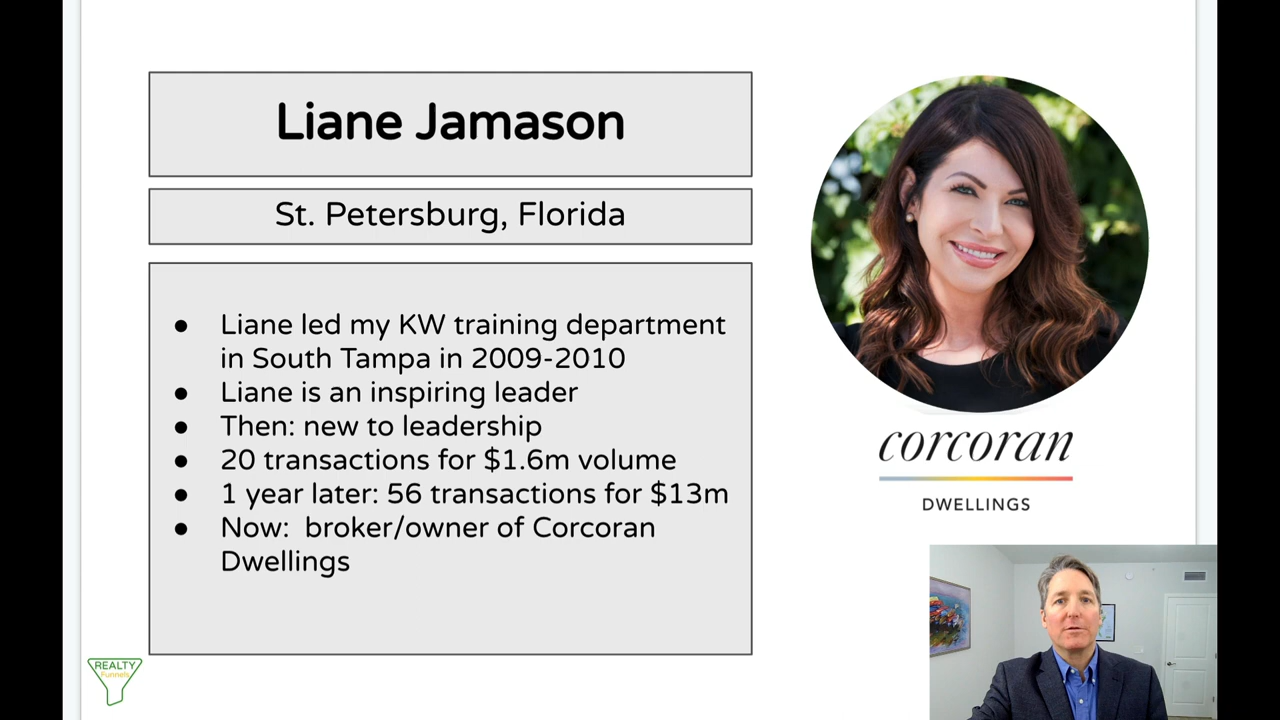 Liane Jamason
St. Petersburg, Florida
● Liane led my KW training department
in South Tampa in 2009-2010
● Liane is an inspiring leader
● Then: new to leadership
● 20 transactions for $1.6m volume
● 1 year later: 56 transactions for $13m
● Now:  broker/owner of Corcoran
Dwellings
corcoran
DWELLINGS
REALTY
Funnels